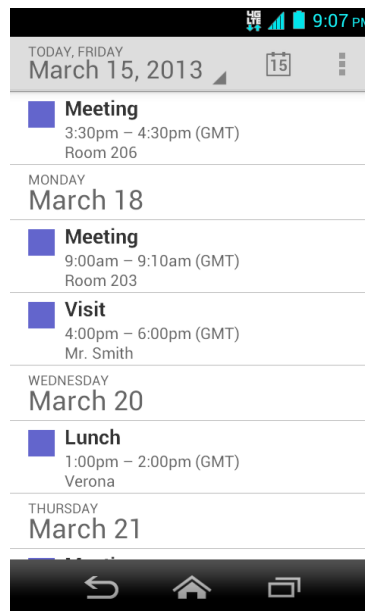 4G
LTE
9:07 PM
TODAY, FRIDAY
March 15, 2013
15
Meeting
3:30pm – 4:30pm (GMT)
Room 206
MONDAY
March 18
Meeting
9:00am – 9:10am (GMT)
Room 203
Visit
4:00pm – 6:00pm (GMT)
Mr. Smith
WEDNESDAY
March 20
Lunch
1:00pm – 2:00pm (GMT)
Verona
THURSDAY
March 21